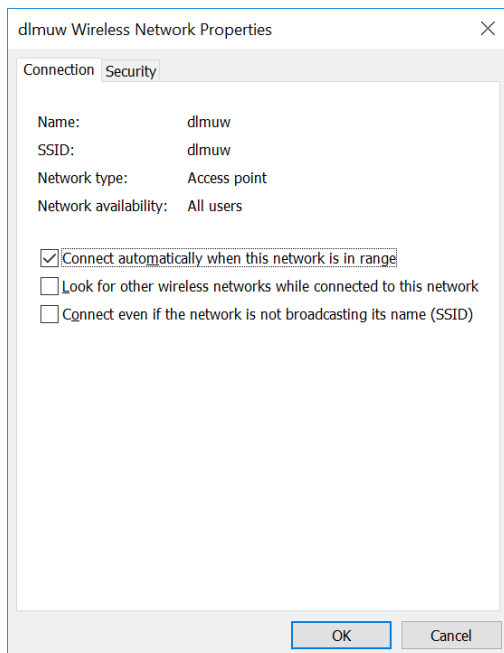 dlmuw Wireless Network Properties
Connection Security
Name: dlmuw
SSID: dlmuw
Network type: Access point
Network availability: All users
Connect automatically when this network is in range
Look for other wireless networks while connected to this network
Connect even if the network is not broadcasting its name (SSID)
OK Cancel